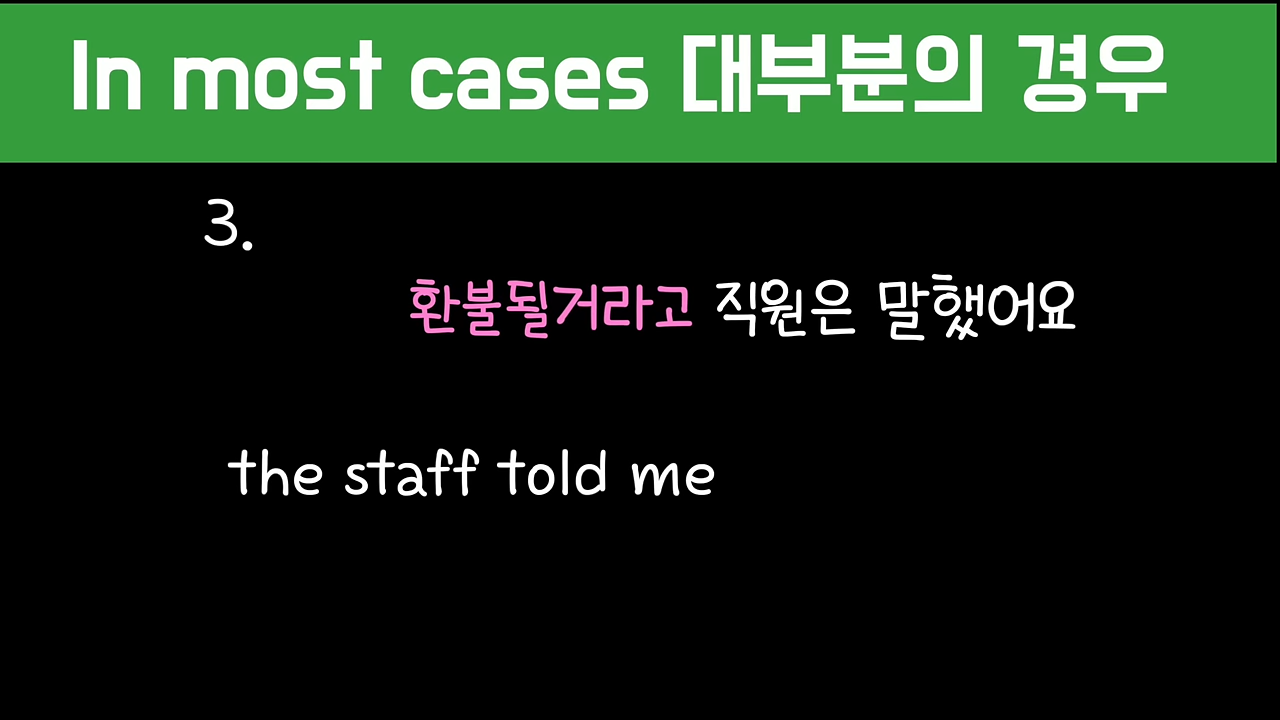 In most cases 대부분의 경우
3.
환불될거라고 직원은 말했어요
the staff told me